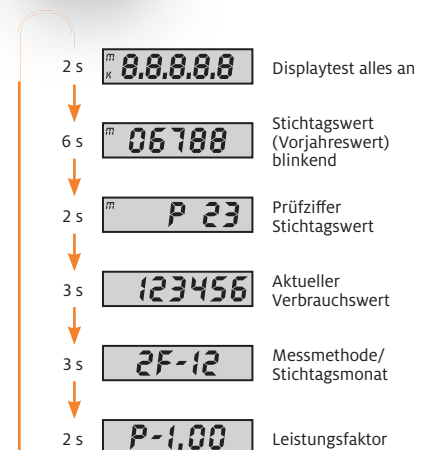 2 s m K 8.8.8.8.8 Displaytest alles an
6 s m 06788 Stichtagswert
(Vorjahreswert)
blinkend
2 s m P 23 Prüfziffer
Stichtagswert
3 s 123456 Aktueller
Verbrauchswert
3 s 2F-12 Messmethode/
Stichtagsmonat
2 s P-1,00 Leistungsfaktor